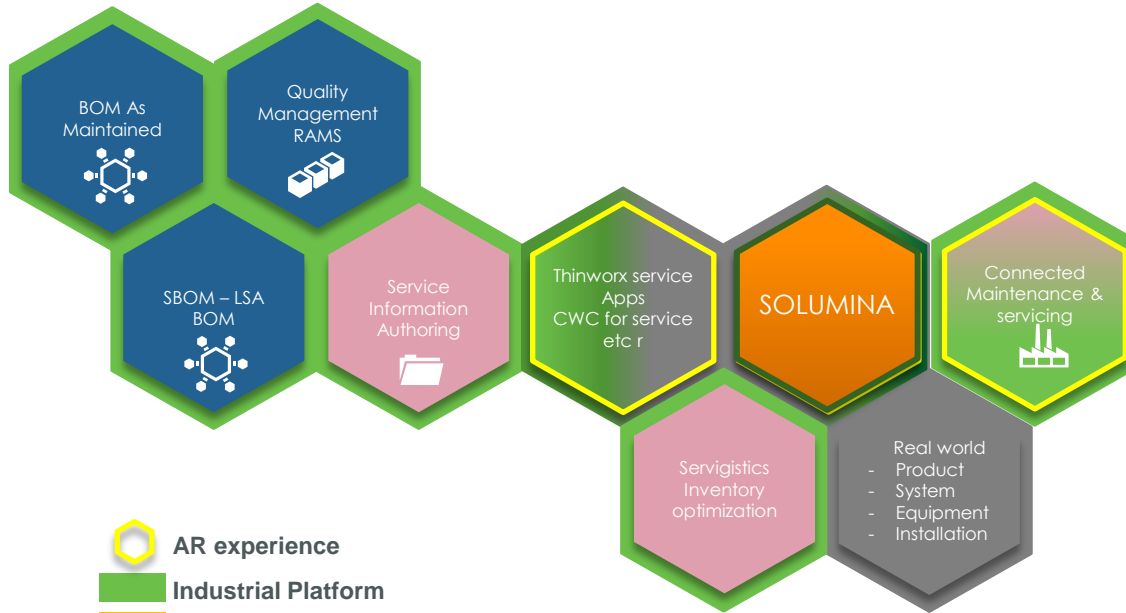 BOM As
Maintained
Quality
Management
RAMS
SBOM – LSA
BOM
Service
Information
Authoring
Thinworx service
Apps
CWC for service
etc r
SOLUMINA
Connected
Maintenance &
servicing
Servigistics
Inventory
optimization
Real world
- Product
- System
- Equipment
- Installation
AR experience
Industrial Platform